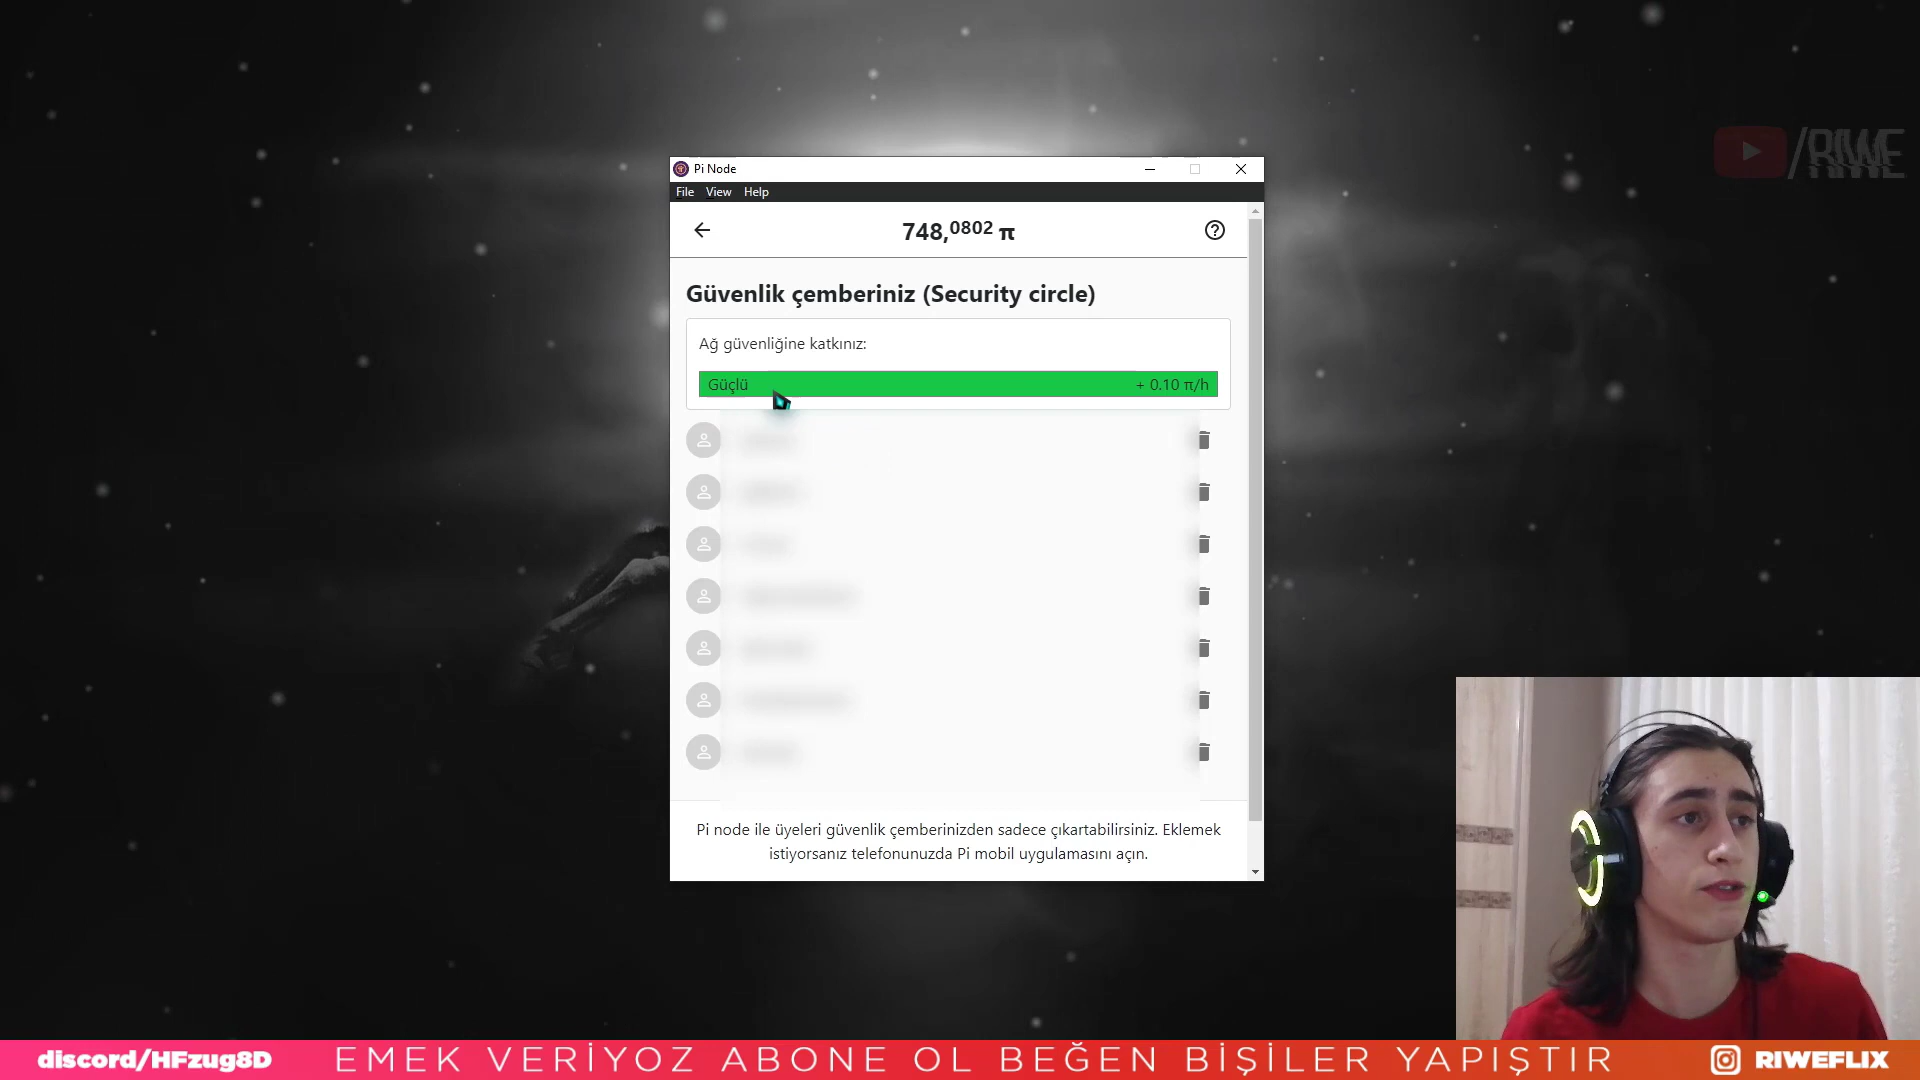 /RIWE
Pi Node
File View Help
748,0802 π
Güvenlik çemberiniz (Security circle)
Ağ güvenliğine katkınız:
Güçlü + 0.10 π/h
Pi node ile üyeleri güvenlik çemberinizden sadece çıkartabilirsiniz. Eklemek
istiyorsanız telefonunuzda Pi mobil uygulamasını açın.
discord/HFzug8D EMEK VERİYOZ ABONE OL BEĞEN BİŞİLER YAPIŞTIR RIWEFLIX